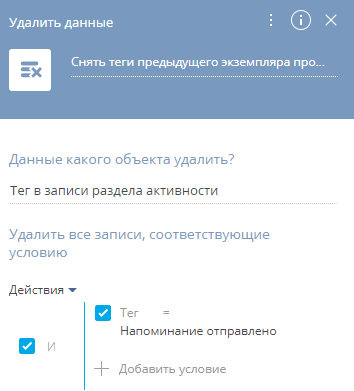 Удалить данные
Снять теги предыдущего экземпляра про...
Данные какого объекта удалить?
Тег в записи раздела активности
Удалить все записи, соответствующие
условию
Действия
Тег =
Напоминание отправлено
И
Добавить условие